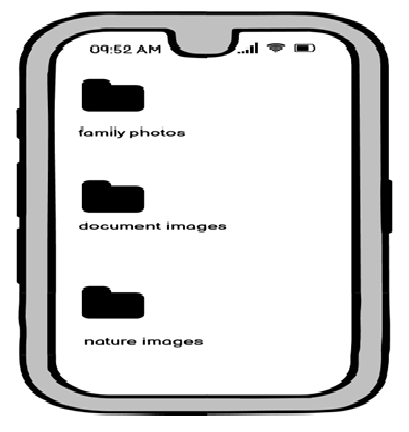 09:52 AM
family photos
document images
nature images